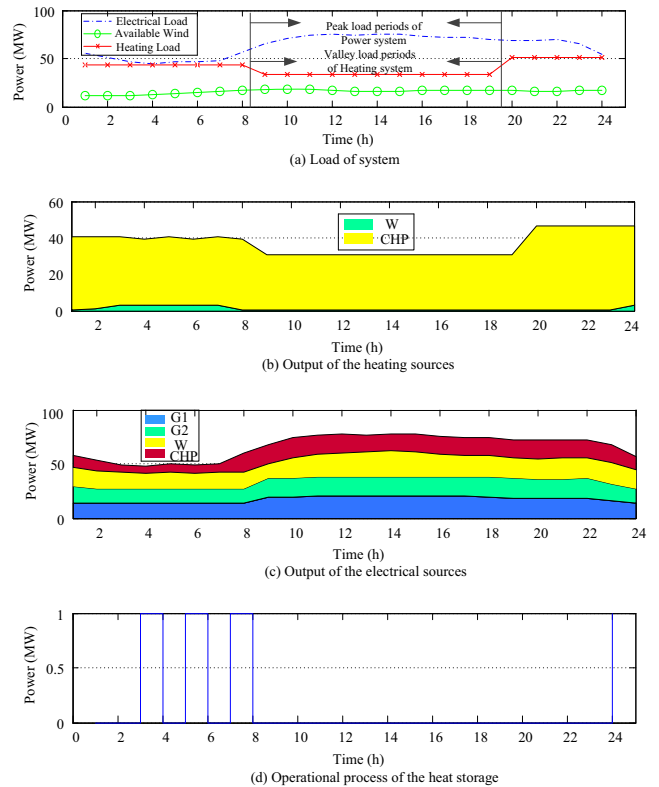 100
50
0
Power (MW)
Electrical Load
Available Wind
Heating Load
Peak load periods of
Power system
Valley load periods
of Heating system
0 2 4 6 8 10 12 14 16 18 20 22 24
Time (h)
(a) Load of system
60
40
20
0
Power (MW)
W
CHP
2 4 6 8 10 12 14 16 18 20 22 24
Time (h)
(b) Output of the heating sources
100
50
0
Power (MW)
G1
G2
W
CHP
2 4 6 8 10 12 14 16 18 20 22 24
Time (h)
(c) Output of the electrical sources
1
0.5
0
Power (MW)
0 2 4 6 8 10 12 14 16 18 20 22 24
Time (h)
(d) Operational process of the heat storage